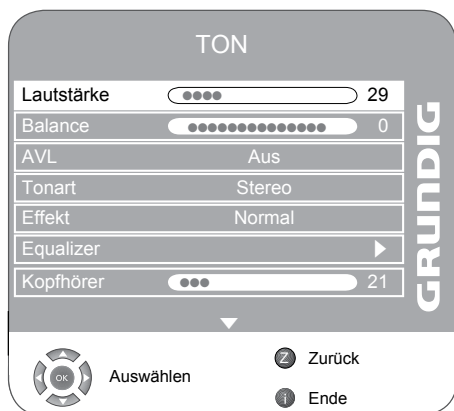 TON
Lautstärke 29
Balance 0
AVL Aus
Tonart Stereo
Effekt Normal
Equalizer
Kopfhörer 21
GRUNDIG
OK Auswählen
Z Zurück
i Ende